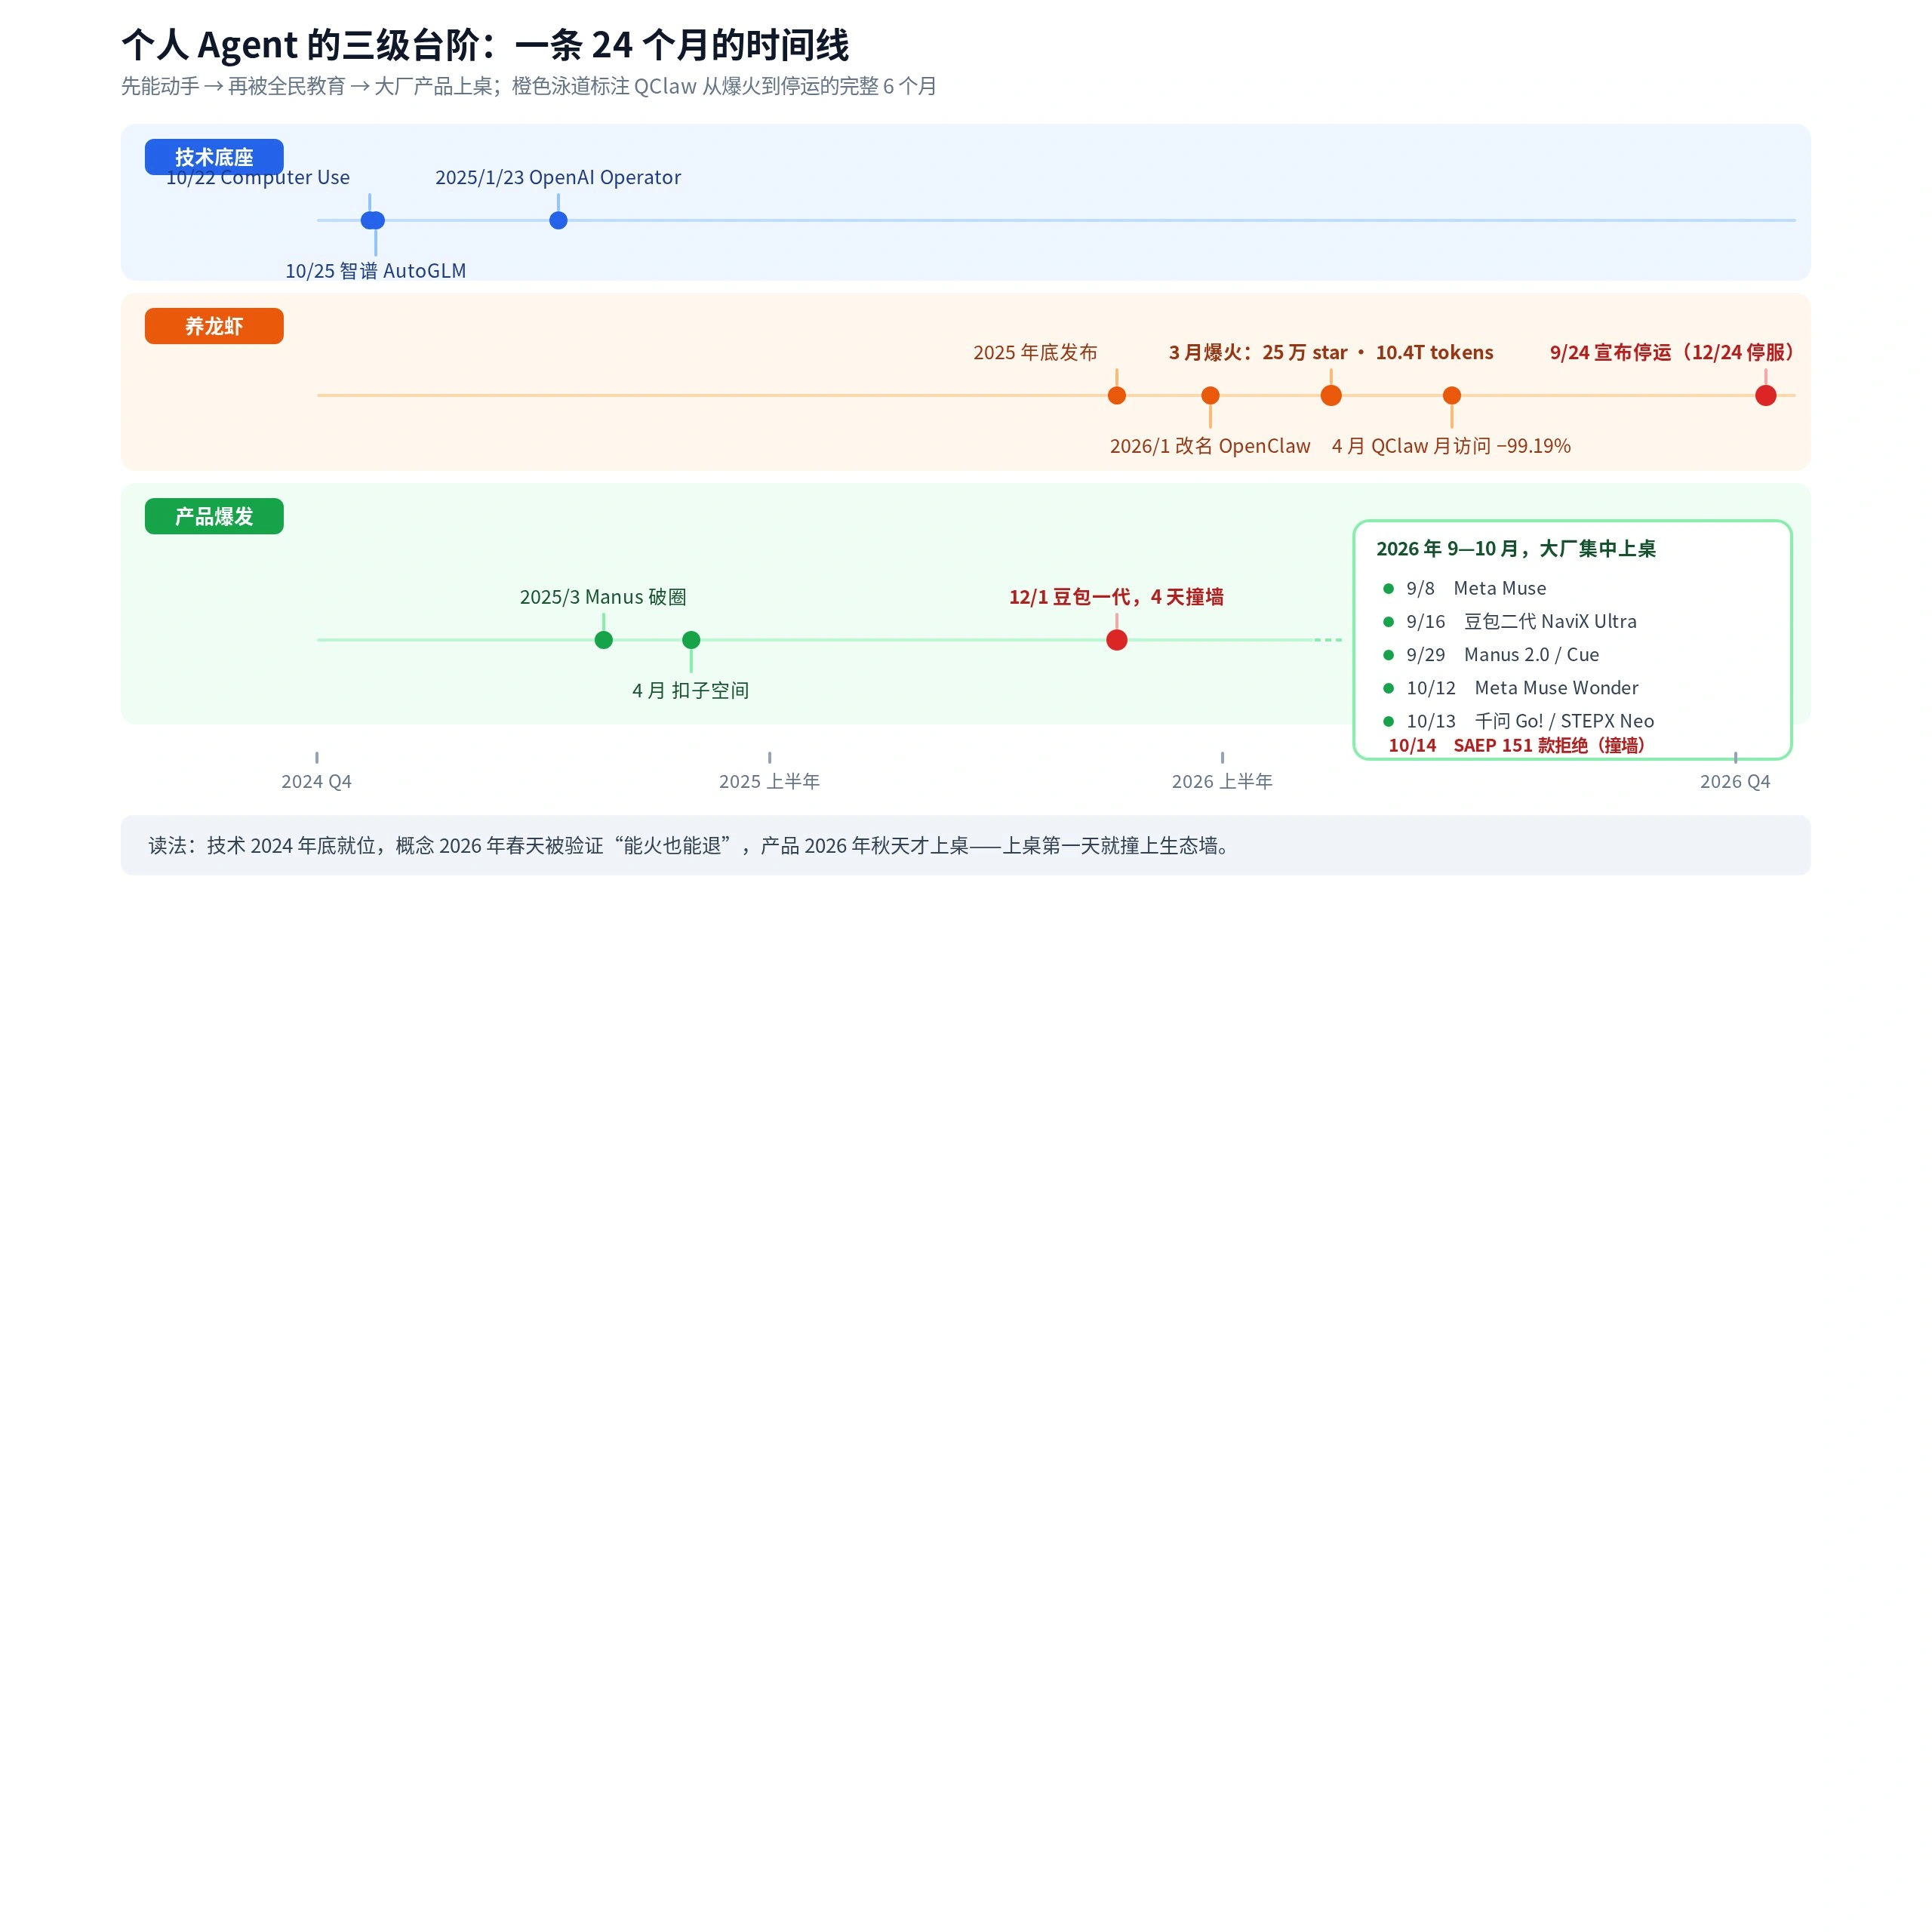 个人 Agent 的三级台阶：一条 24 个月的时间线
先能动手 → 再被全民教育 → 大厂产品上桌；橙色泳道标注 QClaw 从爆火到停运的完整 6 个月
技术底座
10/22 Computer Use
2025/1/23 OpenAI Operator
10/25 智谱 AutoGLM
养龙虾
2025 年底发布
3 月爆火：25 万 star · 10.4T tokens
9/24 宣布停运（12/24 停服）
2026/1 改名 OpenClaw
4 月 QClaw 月访问 −99.19%
产品爆发
2025/3 Manus 破圈
12/1 豆包一代，4 天撞墙
4 月 扣子空间
2026 年 9—10 月，大厂集中上桌
9/8 Meta Muse
9/16 豆包二代 NaviX Ultra
9/29 Manus 2.0 / Cue
10/12 Meta Muse Wonder
10/13 千问 Go! / STEPX Neo
10/14 SAEP 151 款拒绝（撞墙）
2024 Q4
2025 上半年
2026 上半年
2026 Q4
读法：技术 2024 年底就位，概念 2026 年春天被验证“能火也能退”，产品 2026 年秋天才上桌——上桌第一天就撞上生态墙。